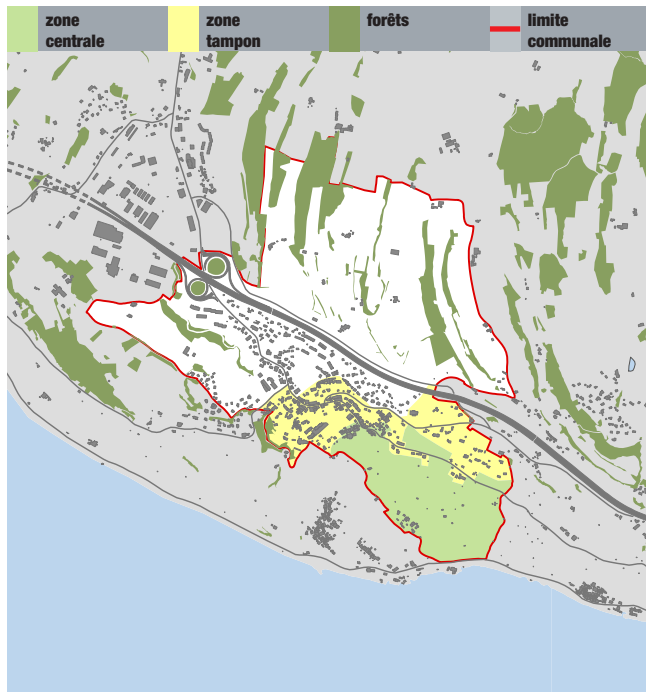 zone
centrale
zone
tampon
forêts
limite
communale